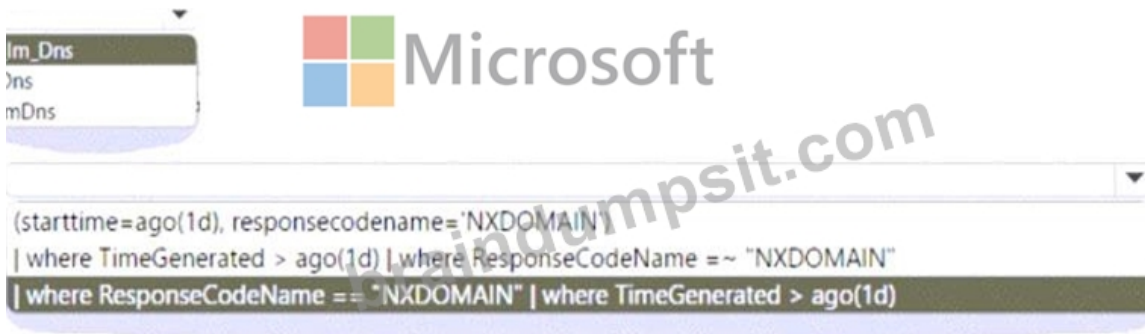 Im_Dns
Dns
mDns
Microsoft
braindumpsit.com
(starttime=ago(1d), responsecodename='NXDOMAIN')
| where TimeGenerated > ago(1d) | where ResponseCodeName =~ "NXDOMAIN"
| where ResponseCodeName == "NXDOMAIN" | where TimeGenerated > ago(1d)